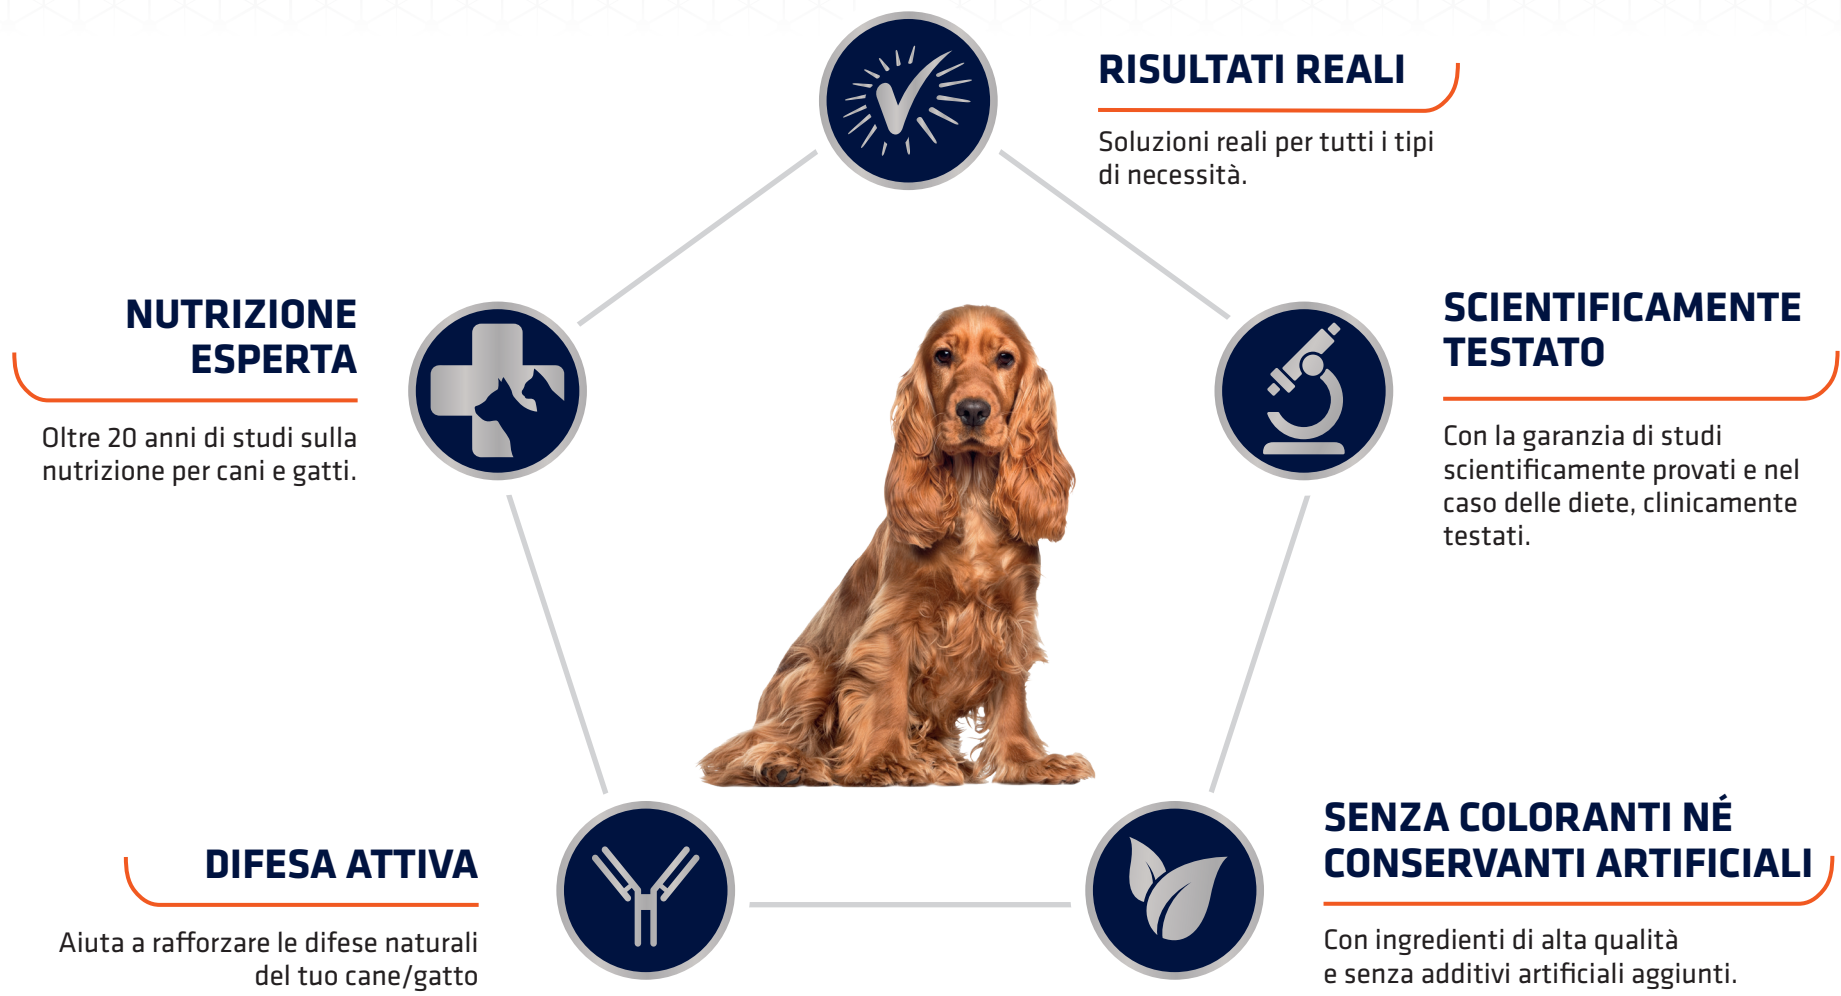 RISULTATI REALI
Soluzioni reali per tutti i tipi
di necessità.
NUTRIZIONE
ESPERTA
Oltre 20 anni di studi sulla
nutrizione per cani e gatti.
SCIENTIFICAMENTE
TESTATO
Con la garanzia di studi
scientificamente provati e nel
caso delle diete, clinicamente
testati.
DIFESA ATTIVA
Aiuta a rafforzare le difese naturali
del tuo cane/gatto
SENZA COLORANTI NÉ
CONSERVANTI ARTIFICIALI
Con ingredienti di alta qualità
e senza additivi artificiali aggiunti.